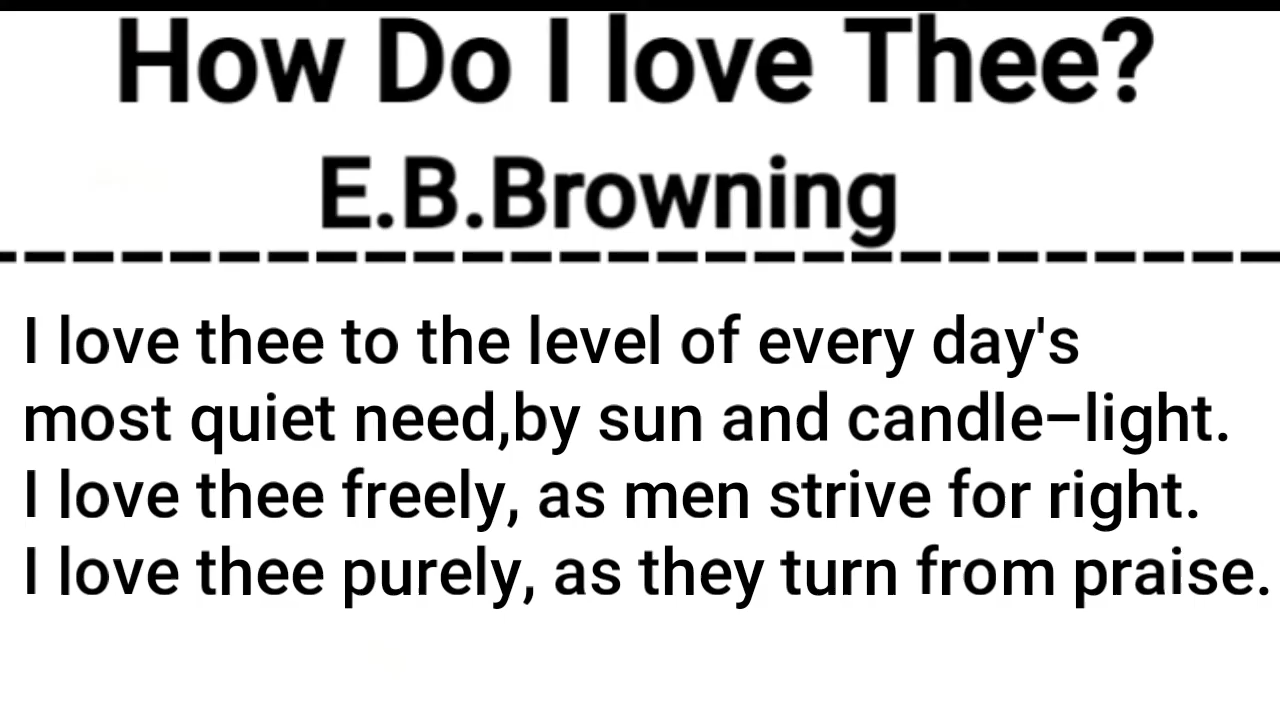 How Do I love Thee?
E.B.Browning
I love thee to the level of every day's
most quiet need,by sun and candle–light.
I love thee freely, as men strive for right.
I love thee purely, as they turn from praise.